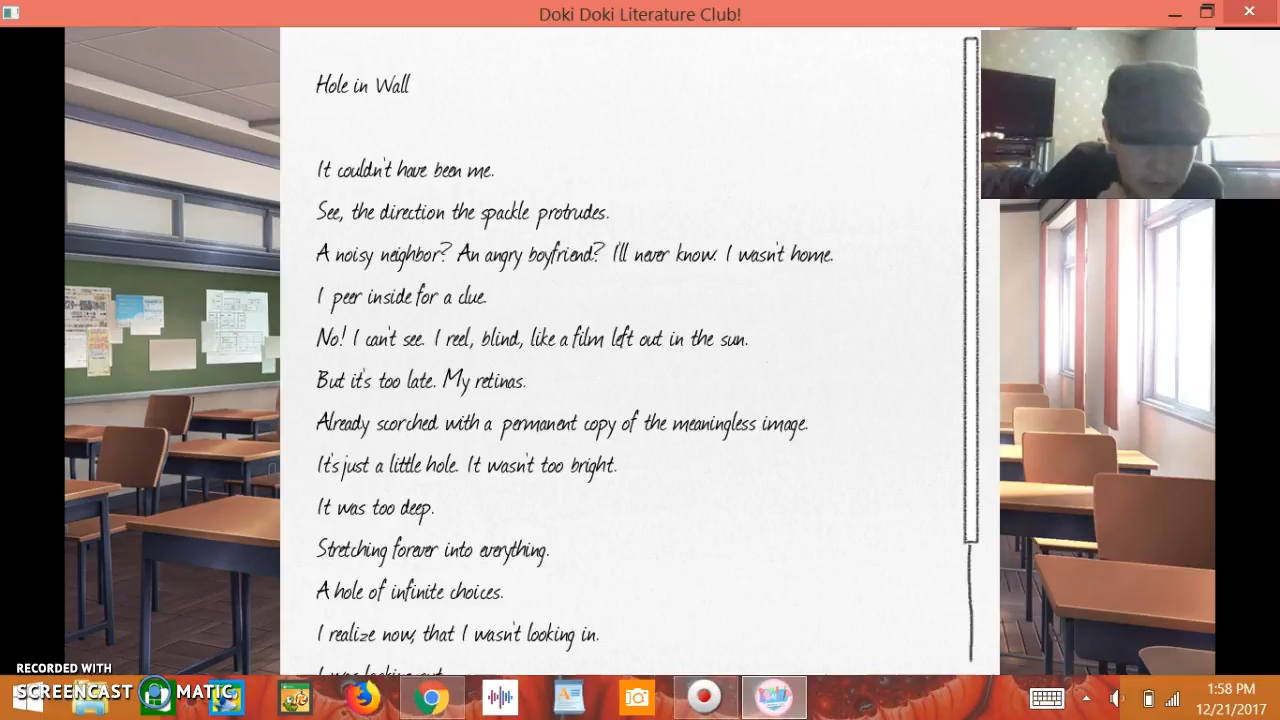 Doki Doki Literature Club!
Hole in Wall
It couldn't have been me.
See, the direction the spackle protrudes.
A noisy neighbor? An angry boyfriend? I'll never know. I wasn't home.
I peer inside for a clue.
No! I can't see. I reel, blind, like a film left out in the sun.
But it's too late. My retinas.
Already scorched with a permanent copy of the meaningless image.
It's just a little hole. It wasn't too bright.
It was too deep.
Stretching forever into everything.
A hole of infinite choices.
I realize now, that I wasn't looking in.
I was looking out.
RECORDED WITH
SCREENCAST MATIC
1:58 PM
12/21/2017